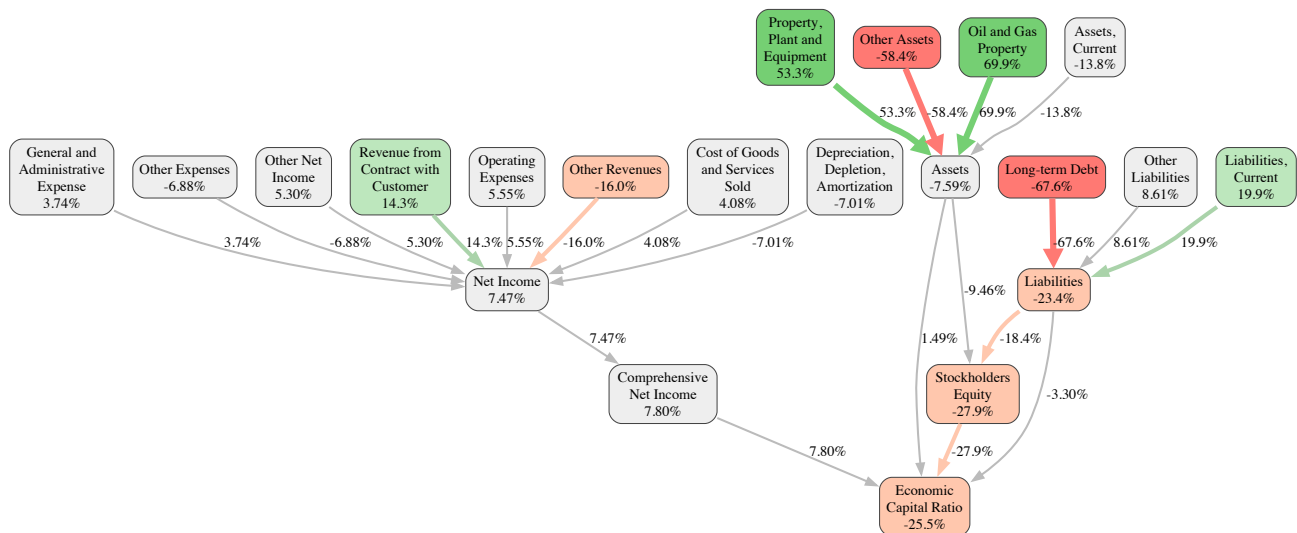 Property,
Plant and
Equipment
53.3%
Other Assets
-58.4%
Oil and Gas
Property
69.9%
Assets,
Current
-13.8%
53.3%
-58.4%
69.9%
-13.8%
General and
Administrative
Expense
3.74%
Other Expenses
-6.88%
Other Net
Income
5.30%
Revenue from
Contract with
Customer
14.3%
Operating
Expenses
5.55%
Other Revenues
-16.0%
Cost of Goods
and Services
Sold
4.08%
Depreciation,
Depletion,
Amortization
-7.01%
Assets
-7.59%
Long-term Debt
-67.6%
Other
Liabilities
8.61%
Liabilities,
Current
19.9%
3.74%
-6.88%
5.30%
14.3%
5.55%
-16.0%
4.08%
-7.01%
-67.6%
8.61%
19.9%
Net Income
7.47%
Liabilities
-23.4%
-9.46%
7.47%
1.49%
-18.4%
Comprehensive
Net Income
7.80%
Stockholders
Equity
-27.9%
-3.30%
7.80%
-27.9%
Economic
Capital Ratio
-25.5%